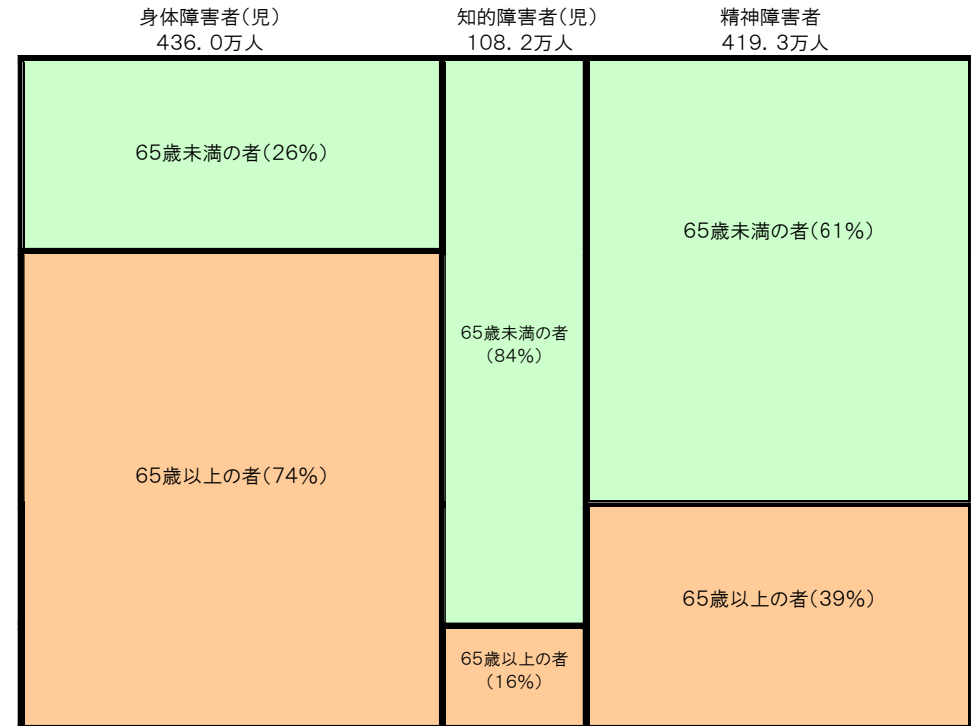 身体障害者(児)
436．0万人
知的障害者(児)
108．2万人
精神障害者
419．3万人
65歳未満の者(26%)
65歳以上の者(74%)
65歳未満の者
(84%)
65歳以上の者
(16%)
65歳未満の者(61%)
65歳以上の者(39%)